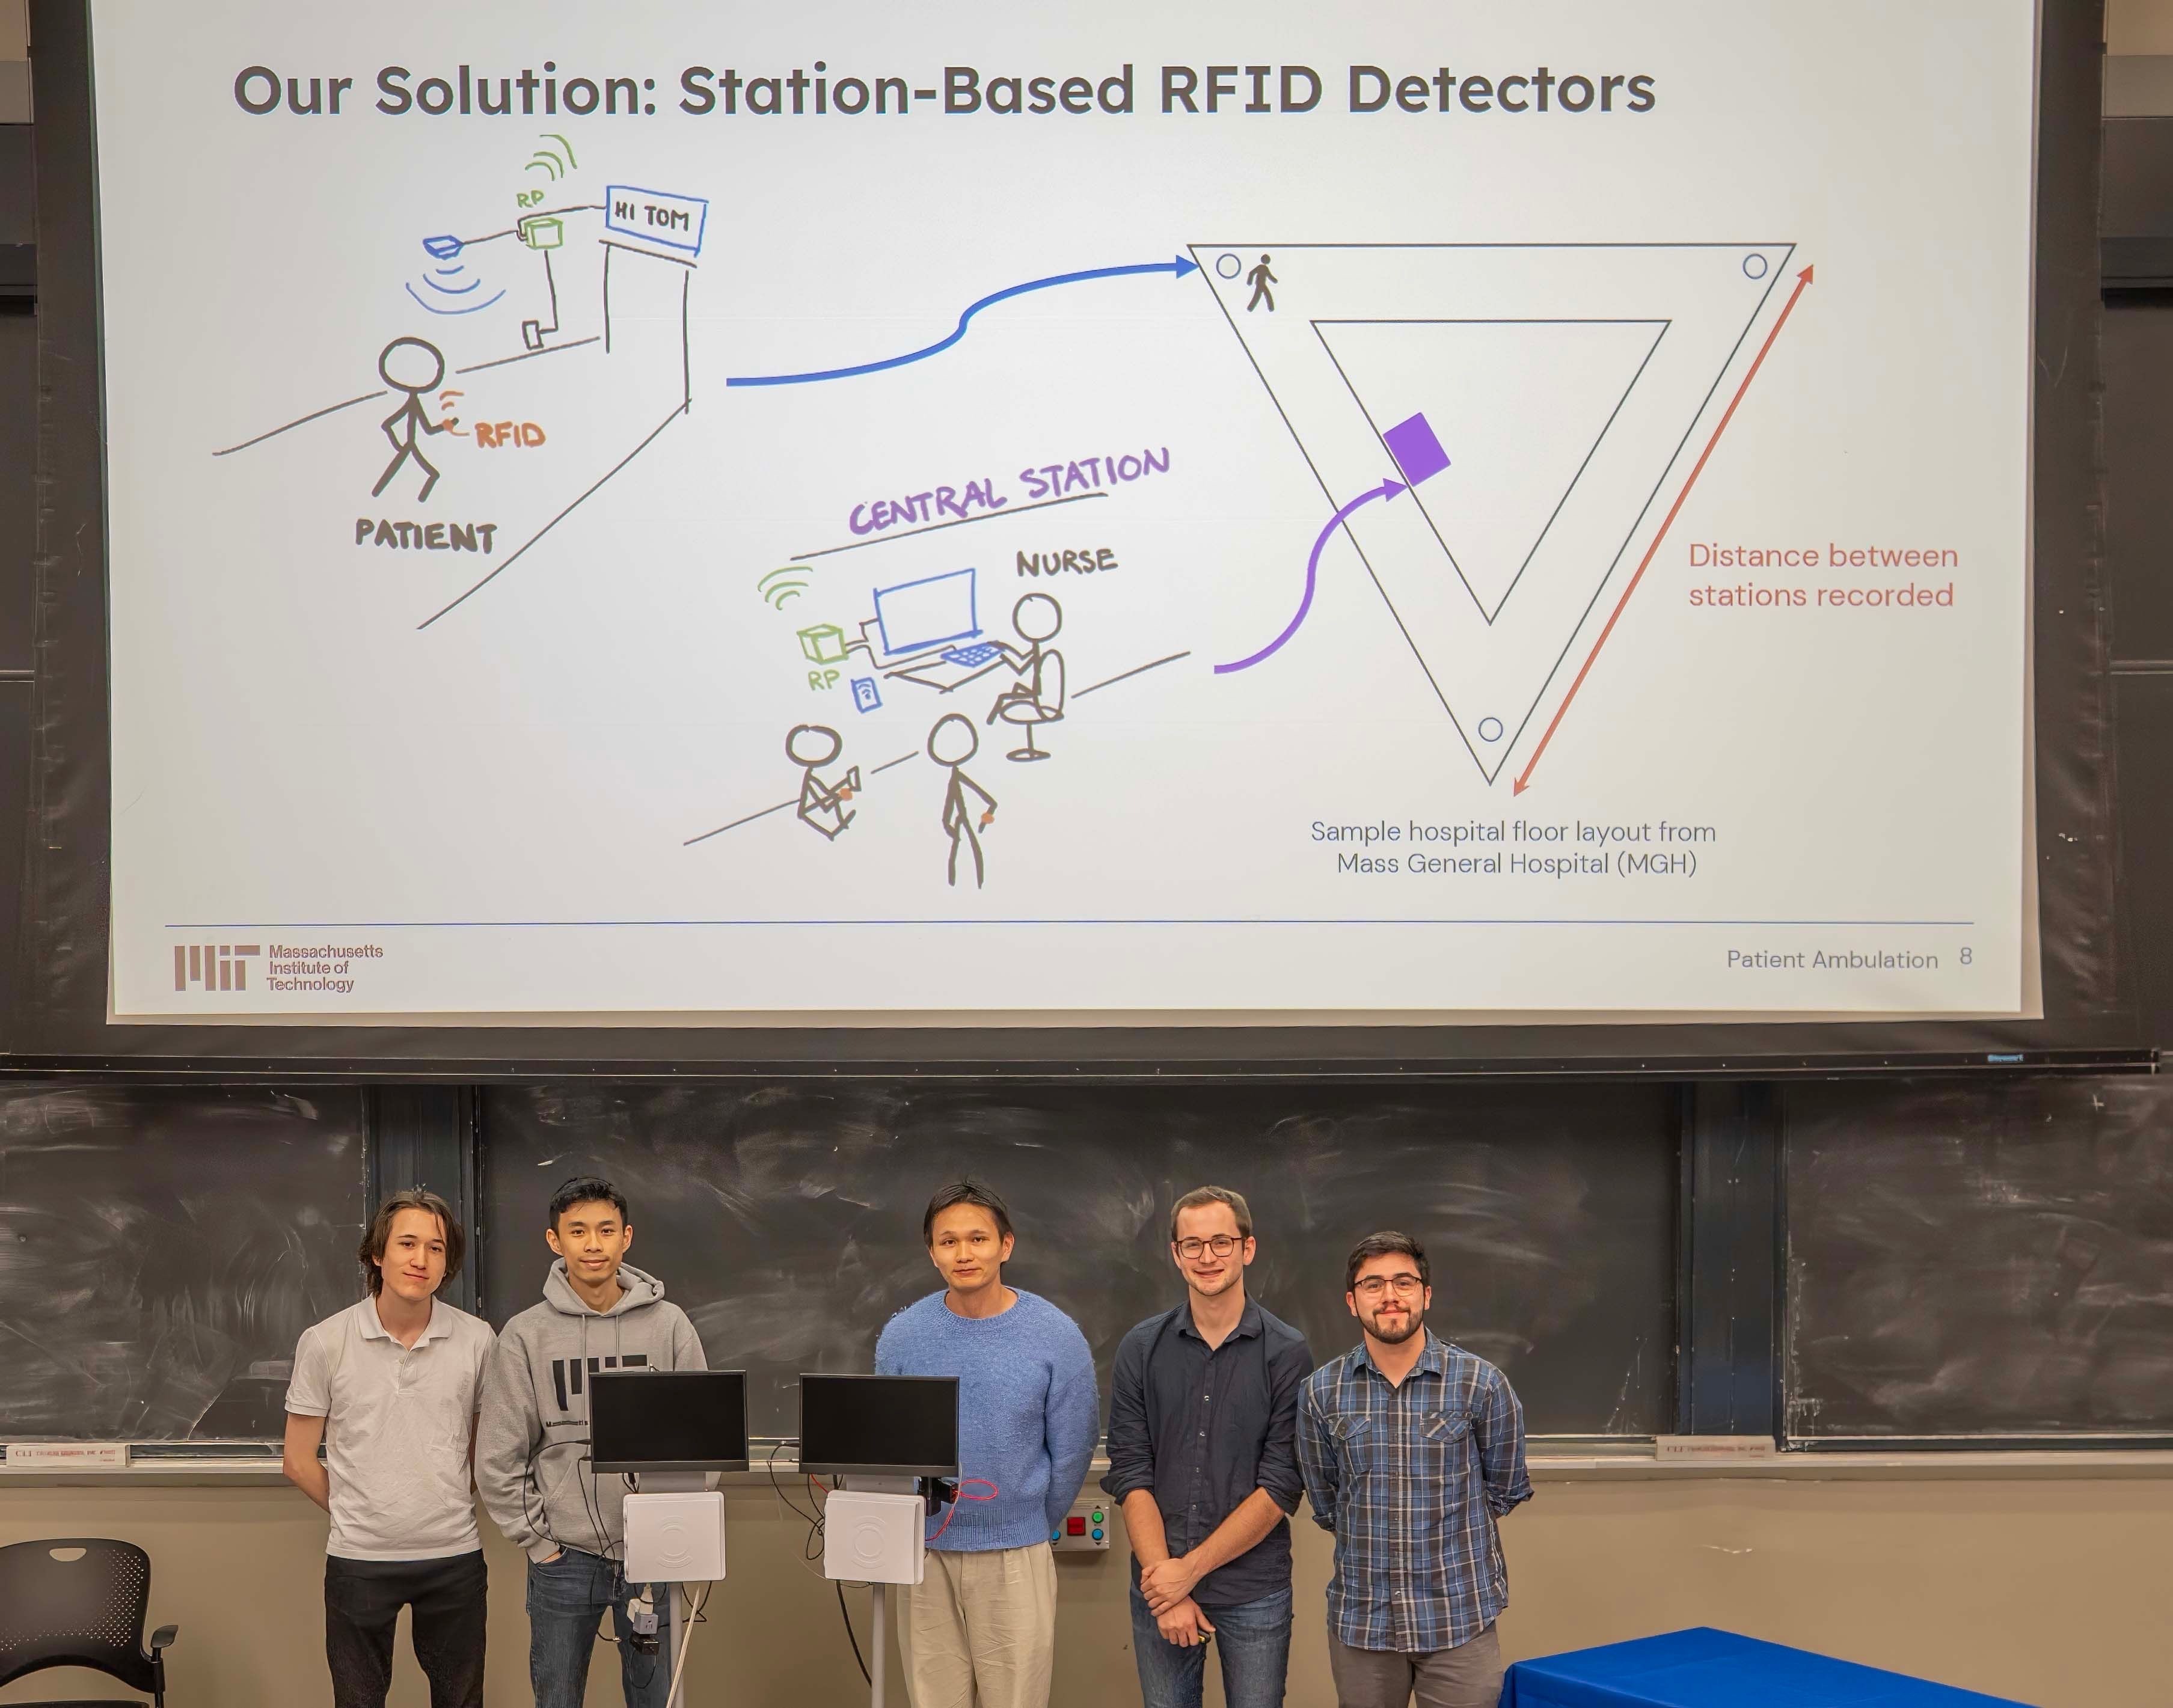 Our Solution: Station-Based RFID Detectors
RP
HI TOM
RFID
PATIENT
CENTRAL STATION
NURSE
RP
Distance between
stations recorded
Sample hospital floor layout from
Mass General Hospital (MGH)
MIT Massachusetts
Institute of
Technology
Patient Ambulation 8